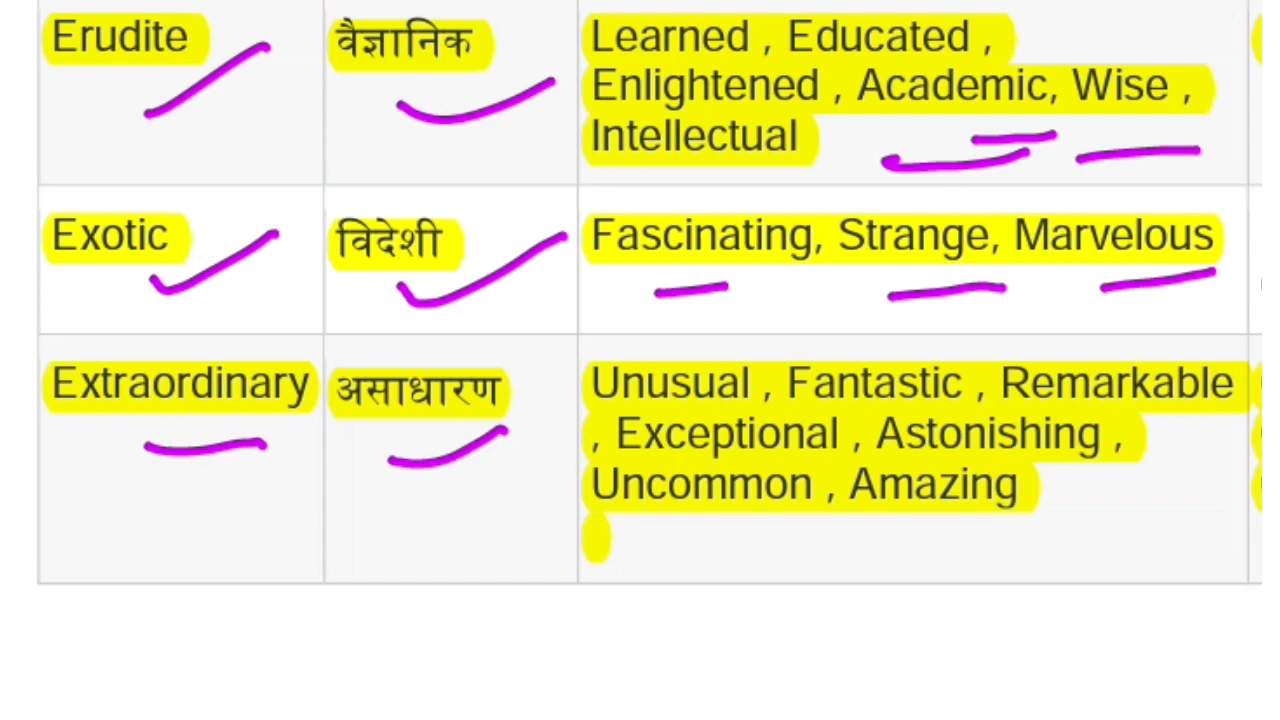 Erudite
वैज्ञानिक
Learned , Educated ,
Enlightened , Academic, Wise ,
Intellectual
Exotic
विदेशी
Fascinating, Strange, Marvelous
Extraordinary
असाधारण
Unusual , Fantastic , Remarkable
, Exceptional , Astonishing ,
Uncommon , Amazing